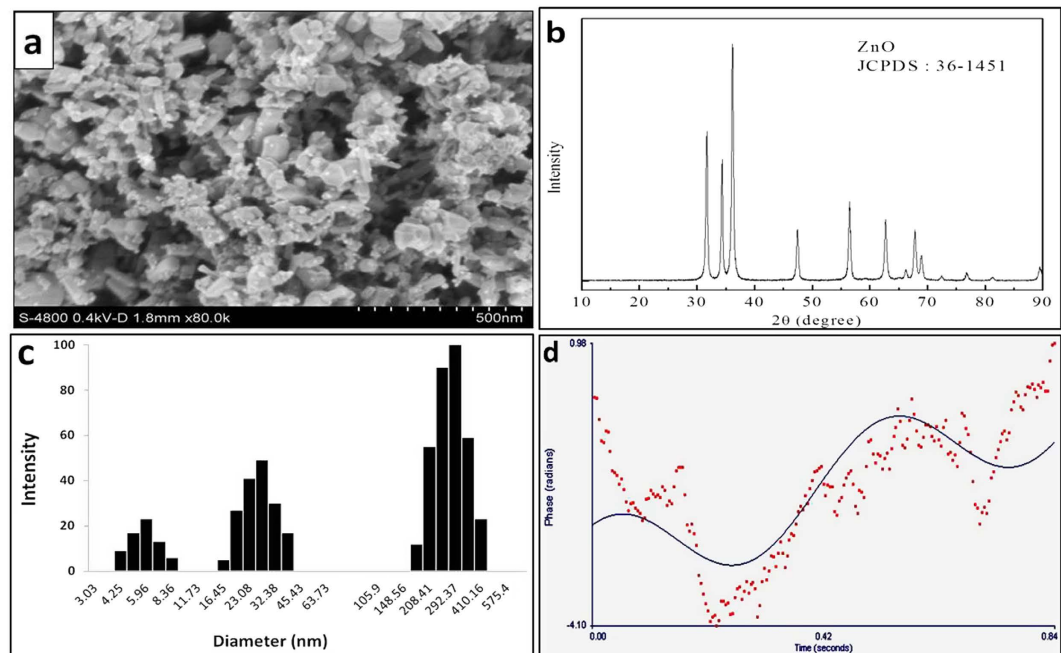 a
S-4800 0.4kV-D 1.8mm x80.0k
500nm
b
ZnO
JCPDS : 36-1451
Intensity
10 20 30 40 50 60 70 80 90
2θ (degree)
c
Intensity
100
80
60
40
20
0
3.03 4.25 5.96 8.36 11.73 16.45 23.08 32.38 45.43 63.73 105.9 148.56 208.41 292.37 410.16 575.4
Diameter (nm)
d
0.98
Phase (radians)
-4.10
0.00 0.42 0.84
Time (seconds)